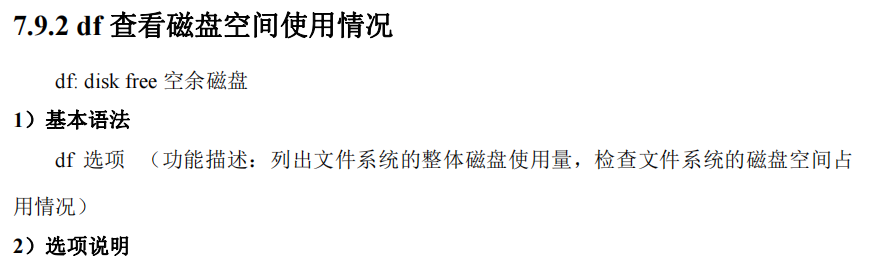 7.9.2 df 查看磁盘空间使用情况
df: disk free 空余磁盘
1）基本语法
df 选项 （功能描述：列出文件系统的整体磁盘使用量，检查文件系统的磁盘空间占
用情况）
2）选项说明